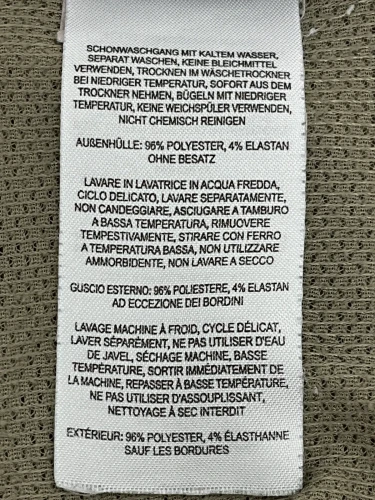 SCHONWASCHGANG MIT KALTEM WASSER,
SEPARAT WASCHEN, KEINE BLEICHMITTEL
VERWENDEN, TROCKNEN IM WÄSCHETROCKNER
BEI NIEDRIGER TEMPERATUR, SOFORT AUS DEM
TROCKNER NEHMEN, BÜGELN MIT NIEDRIGER
TEMPERATUR, KEINE WEICHSPÜLER VERWENDEN,
NICHT CHEMISCH REINIGEN
AUßENHÜLLE: 96% POLYESTER, 4% ELASTAN
OHNE BESATZ
LAVARE IN LAVATRICE IN ACQUA FREDDA,
CICLO DELICATO, LAVARE SEPARATAMENTE,
NON CANDEGGIARE, ASCIUGARE A TAMBURO
A BASSA TEMPERATURA, RIMUOVERE
TEMPESTIVAMENTE, STIRARE CON FERRO
A TEMPERATURA BASSA, NON UTILIZZARE
AMMORBIDENTE, NON LAVARE A SECCO
GUSCIO ESTERNO: 96% POLIESTERE, 4% ELASTAN
AD ECCEZIONE DEI BORDINI
LAVAGE MACHINE À FROID, CYCLE DÉLICAT,
LAVER SÉPARÉMENT, NE PAS UTILISER D'EAU
DE JAVEL, SÉCHAGE MACHINE, BASSE
TEMPÉRATURE, SORTIR IMMÉDIATEMENT DE
LA MACHINE, REPASSER À BASSE TEMPÉRATURE,
NE PAS UTILISER D'ASSOUPLISSANT,
NETTOYAGE À SEC INTERDIT
EXTÉRIEUR: 96% POLYESTER, 4% ÉLASTHANNE
SAUF LES BORDURES